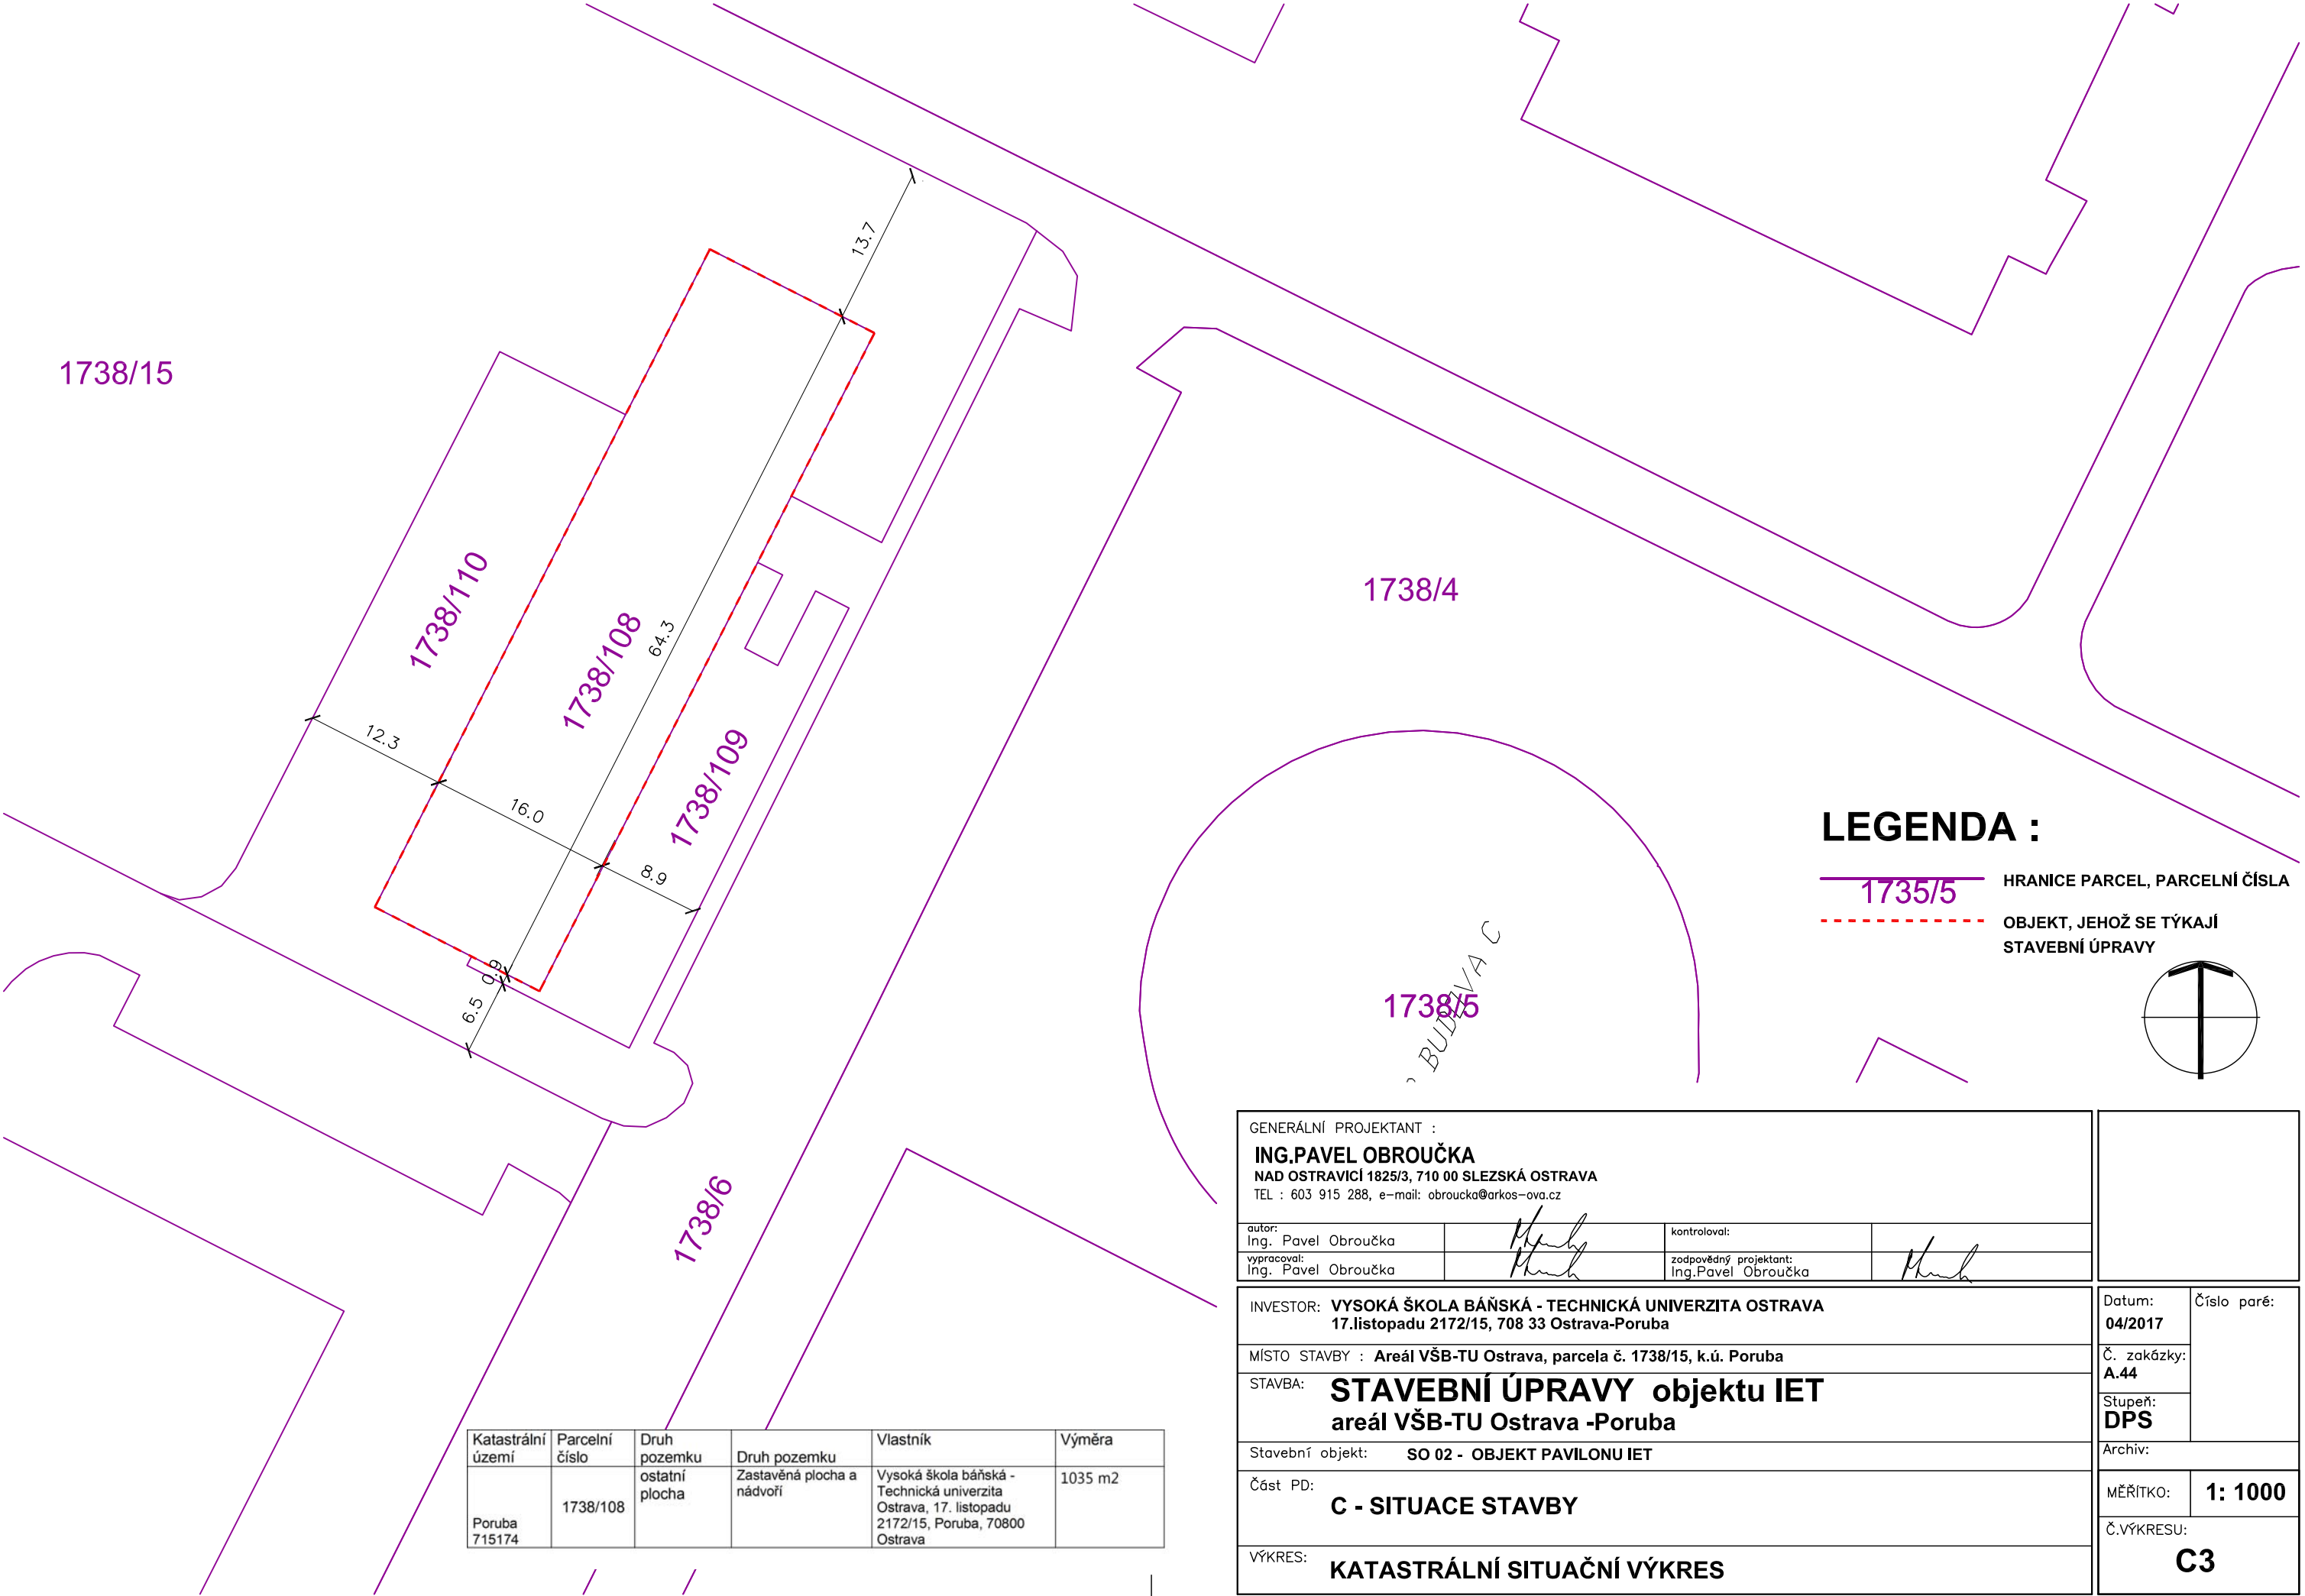 13.7
1738/15
1738/110
1738/108
64.3
1738/4
12.3
16.0
1738/109
8.9
LEGENDA :
1735/5
HRANICE PARCEL, PARCELNÍ ČÍSLA
OBJEKT, JEHOŽ SE TÝKAJÍ
STAVEBNÍ ÚPRAVY
0.9
6.5
1738/5
BUDOVA C
1738/6
GENERÁLNÍ PROJEKTANT :
ING.PAVEL OBROUČKA
NAD OSTRAVICÍ 1825/3, 710 00 SLEZSKÁ OSTRAVA
TEL : 603 915 288, e-mail: obroucka@arkos-ova.cz
autor:
Ing. Pavel Obroučka
kontroloval:
vypracoval:
Ing. Pavel Obroučka
zodpovědný projektant:
Ing.Pavel Obroučka
INVESTOR: VYSOKÁ ŠKOLA BÁŇSKÁ - TECHNICKÁ UNIVERZITA OSTRAVA
17.listopadu 2172/15, 708 33 Ostrava-Poruba
MÍSTO STAVBY : Areál VŠB-TU Ostrava, parcela č. 1738/15, k.ú. Poruba
STAVBA: STAVEBNÍ ÚPRAVY objektu IET
areál VŠB-TU Ostrava -Poruba
Stavební objekt: SO 02 - OBJEKT PAVILONU IET
Část PD:
C - SITUACE STAVBY
VÝKRES: KATASTRÁLNÍ SITUAČNÍ VÝKRES
Datum:
04/2017
Číslo paré:
Č. zakázky:
A.44
Stupeň:
DPS
Archiv:
MĚŘÍTKO: 1: 1000
Č.VÝKRESU:
C3
Katastrální území
Parcelní číslo
Druh pozemku
Druh pozemku
Vlastník
Výměra
Poruba
715174
1738/108
ostatní
plocha
Zastavěná plocha a
nádvoří
Vysoká škola báňská -
Technická univerzita
Ostrava, 17. listopadu
2172/15, Poruba, 70800
Ostrava
1035 m2